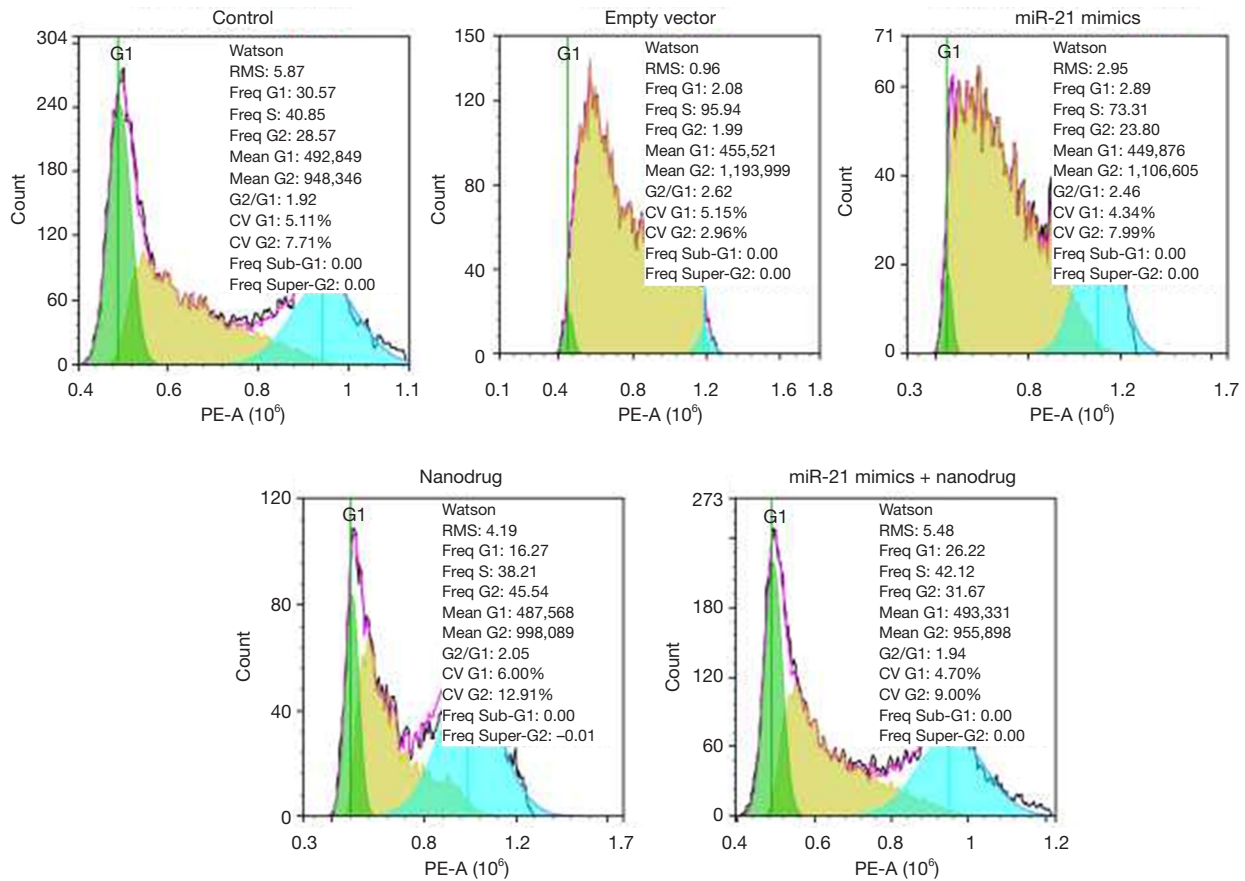 Control
304
240
180
120
60
0
Count
G1
Watson
RMS: 5.87
Freq G1: 30.57
Freq S: 40.85
Freq G2: 28.57
Mean G1: 492,849
Mean G2: 948,346
G2/G1: 1.92
CV G1: 5.11%
CV G2: 7.71%
Freq Sub-G1: 0.00
Freq Super-G2: 0.00
0.4 0.6 0.8 1 1.1
PE-A (10⁶)
Empty vector
150
120
80
40
0
Count
G1
Watson
RMS: 0.96
Freq G1: 2.08
Freq S: 95.94
Freq G2: 1.99
Mean G1: 455,521
Mean G2: 1,193,999
G2/G1: 2.62
CV G1: 5.15%
CV G2: 2.96%
Freq Sub-G1: 0.00
Freq Super-G2: 0.00
0.1 0.4 0.8 1.2 1.6 1.8
PE-A (10⁶)
miR-21 mimics
71
60
40
20
0
Count
G1
Watson
RMS: 2.95
Freq G1: 2.89
Freq S: 73.31
Freq G2: 23.80
Mean G1: 449,876
Mean G2: 1,106,605
G2/G1: 2.46
CV G1: 4.34%
CV G2: 7.99%
Freq Sub-G1: 0.00
Freq Super-G2: 0.00
0.3 0.8 1.2 1.7
PE-A (10⁶)
Nanodrug
120
80
40
0
Count
G1
Watson
RMS: 4.19
Freq G1: 16.27
Freq S: 38.21
Freq G2: 45.54
Mean G1: 487,568
Mean G2: 998,089
G2/G1: 2.05
CV G1: 6.00%
CV G2: 12.91%
Freq Sub-G1: 0.00
Freq Super-G2: –0.01
0.3 0.8 1.2 1.7
PE-A (10⁶)
miR-21 mimics + nanodrug
273
180
120
60
0
Count
G1
Watson
RMS: 5.48
Freq G1: 26.22
Freq S: 42.12
Freq G2: 31.67
Mean G1: 493,331
Mean G2: 955,898
G2/G1: 1.94
CV G1: 4.70%
CV G2: 9.00%
Freq Sub-G1: 0.00
Freq Super-G2: 0.00
0.4 0.6 0.8 1 1.2
PE-A (10⁶)